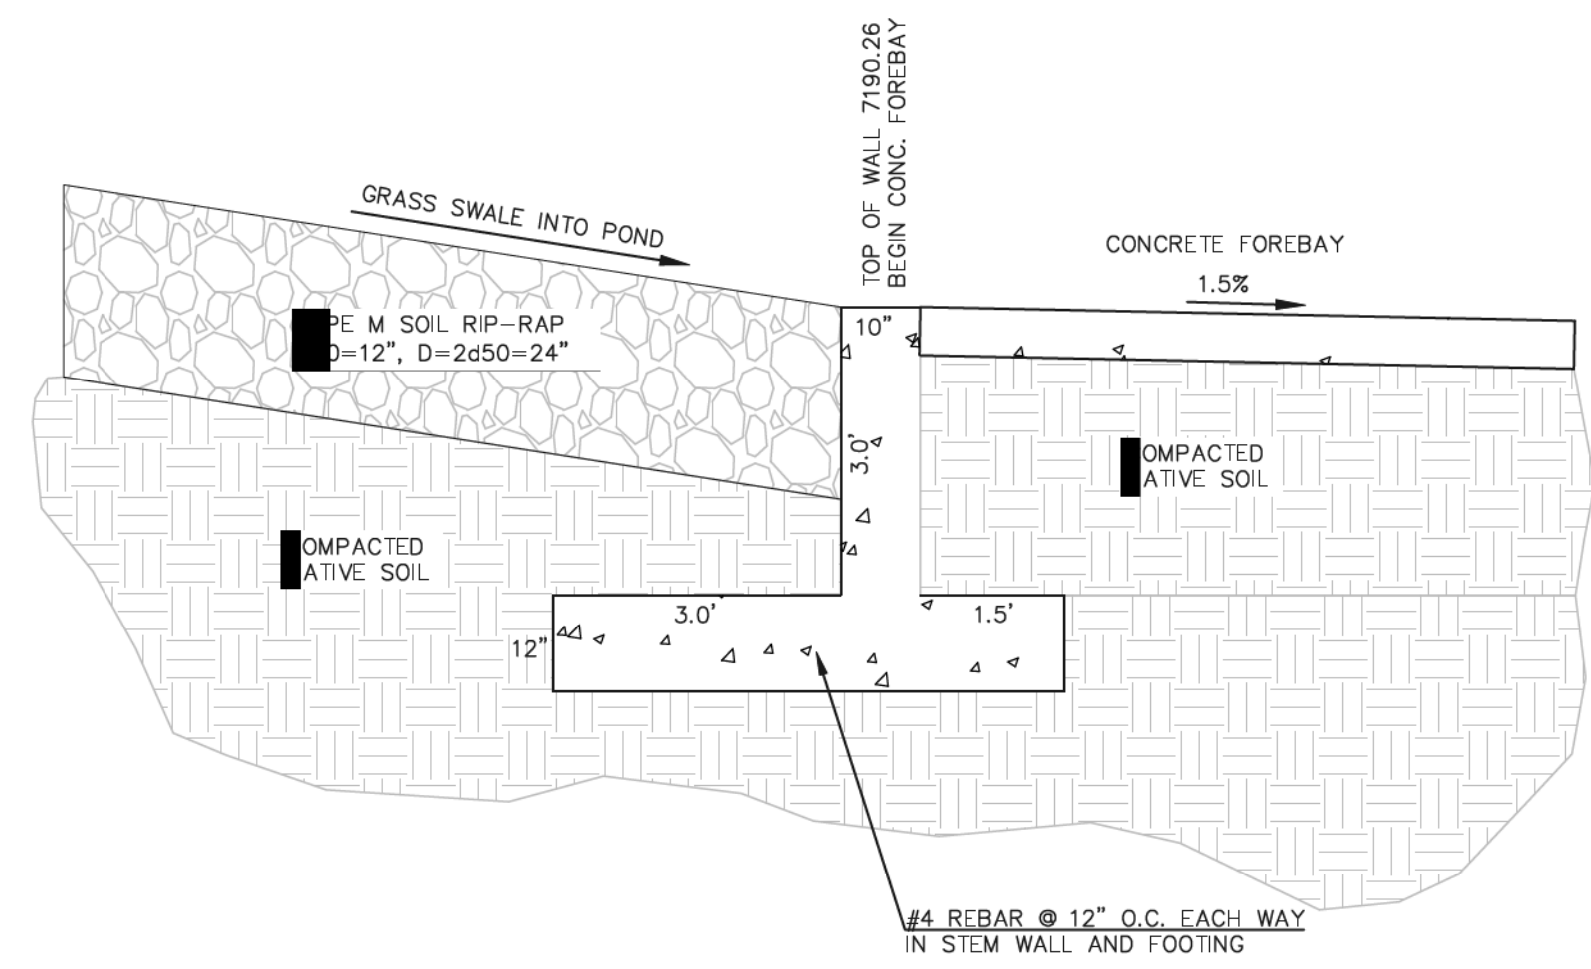 TOP OF WALL 7190.26
BEGIN CONC. FOREBAY
GRASS SWALE INTO POND
CONCRETE FOREBAY
1.5%
10"
PE M SOIL RIP-RAP
0=12", D=2d50=24"
3.0'
OMPACTED
ATIVE SOIL
OMPACTED
ATIVE SOIL
3.0'
1.5'
12"
#4 REBAR @ 12" O.C. EACH WAY
IN STEM WALL AND FOOTING